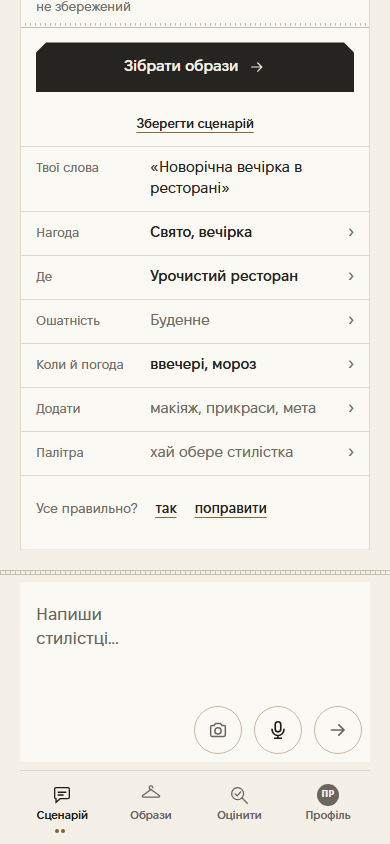 не збережений
Зібрати образи →
Зберегти сценарій
Твої слова «Новорічна вечірка в
ресторані»
Нагода Свято, вечірка ›
Де Урочистий ресторан ›
Ошатність Буденне ›
Коли й погода ввечері, мороз ›
Додати макіяж, прикраси, мета ›
Палітра хай обере стилістка ›
Усе правильно? так поправити
Напиши
стилістці...
Сценарій Образи Оцінити ПР Профіль